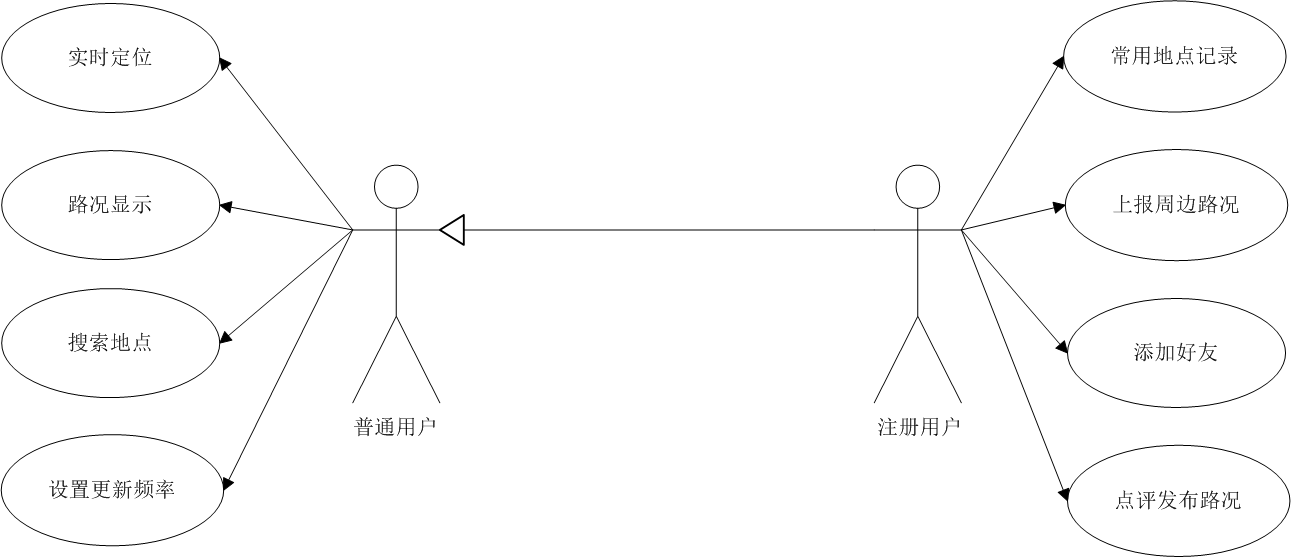 实时定位
常用地点记录
路况显示
上报周边路况
搜索地点
添加好友
普通用户
注册用户
设置更新频率
点评发布路况